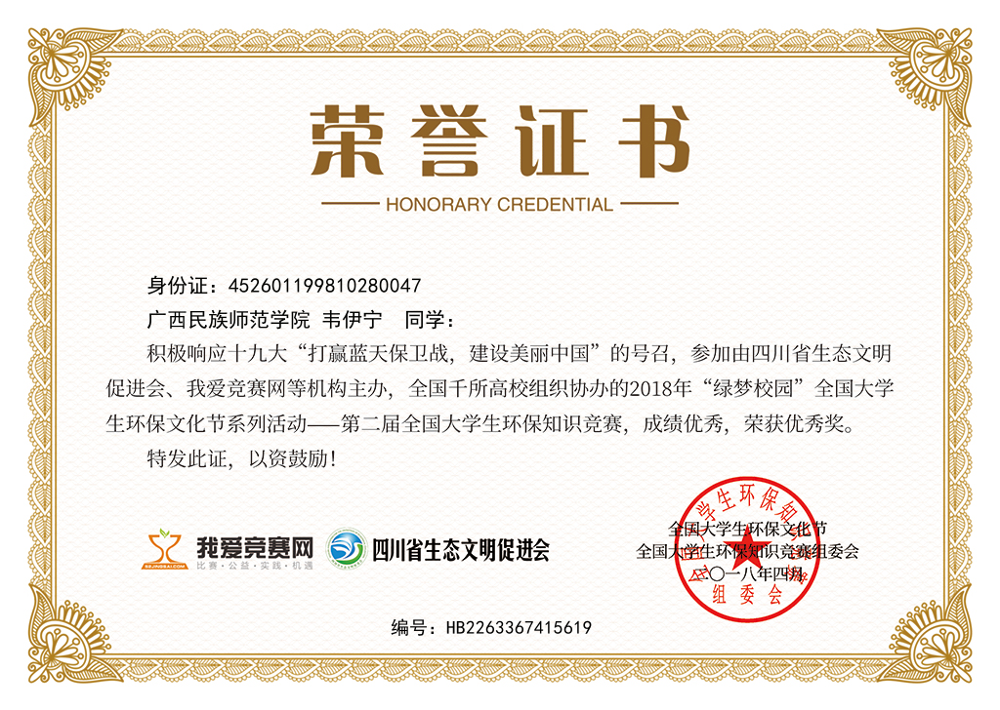 荣誉证书
HONORARY CREDENTIAL
身份证：452601199810280047
广西民族师范学院 韦伊宁 同学：
积极响应十九大“打赢蓝天保卫战，建设美丽中国”的号召，参加由四川省生态文明
促进会、我爱竞赛网等机构主办，全国千所高校组织协办的2018年“绿梦校园”全国大学
生环保文化节系列活动——第二届全国大学生环保知识竞赛，成绩优秀，荣获优秀奖。
特发此证，以资鼓励！
我爱竞赛网
比赛·公益·实践·机遇
52JINGSAI.COM
四川省生态文明促进会
全国大学生环保文化节
全国大学生环保知识竞赛组委会
二〇一八年四月
全国大学生环保知识竞赛
组委会
编号：HB2263367415619